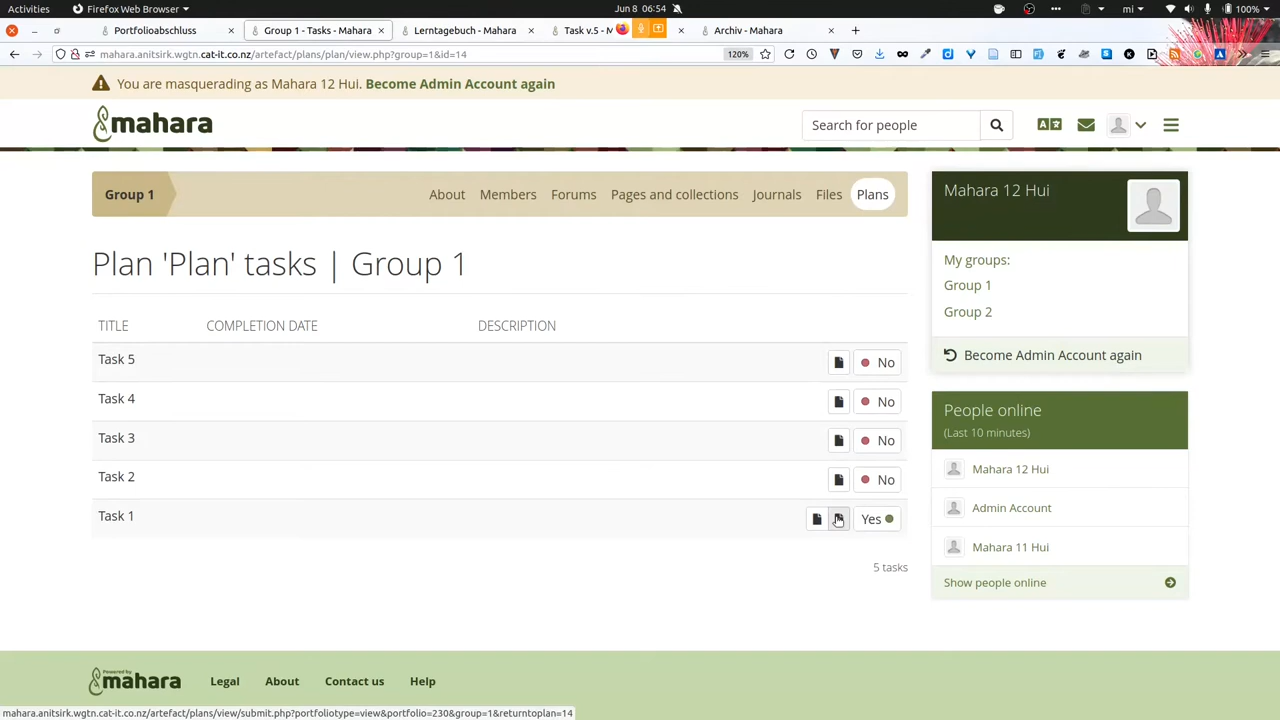 Activities
Firefox Web Browser
Jun 8 06:54
mi
100%
Portfolioabschluss
Group 1 - Tasks - Mahara
Lerntagebuch - Mahara
Task v.5 - M
Archiv - Mahara
mahara.anitsirk.wgtn.cat-it.co.nz/artefact/plans/plan/view.php?group=1&id=14
120%
You are masquerading as Mahara 12 Hui. Become Admin Account again
mahara
Search for people
Group 1
About
Members
Forums
Pages and collections
Journals
Files
Plans
Plan 'Plan' tasks | Group 1
TITLE
COMPLETION DATE
DESCRIPTION
Task 5
No
Task 4
No
Task 3
No
Task 2
No
Task 1
Yes
5 tasks
Mahara 12 Hui
My groups:
Group 1
Group 2
Become Admin Account again
People online
(Last 10 minutes)
Mahara 12 Hui
Admin Account
Mahara 11 Hui
Show people online
Powered by
mahara
Legal
About
Contact us
Help
mahara.anitsirk.wgtn.cat-it.co.nz/artefact/plans/view/submit.php?portfoliotype=view&portfolio=230&group=1&returntoplan=14